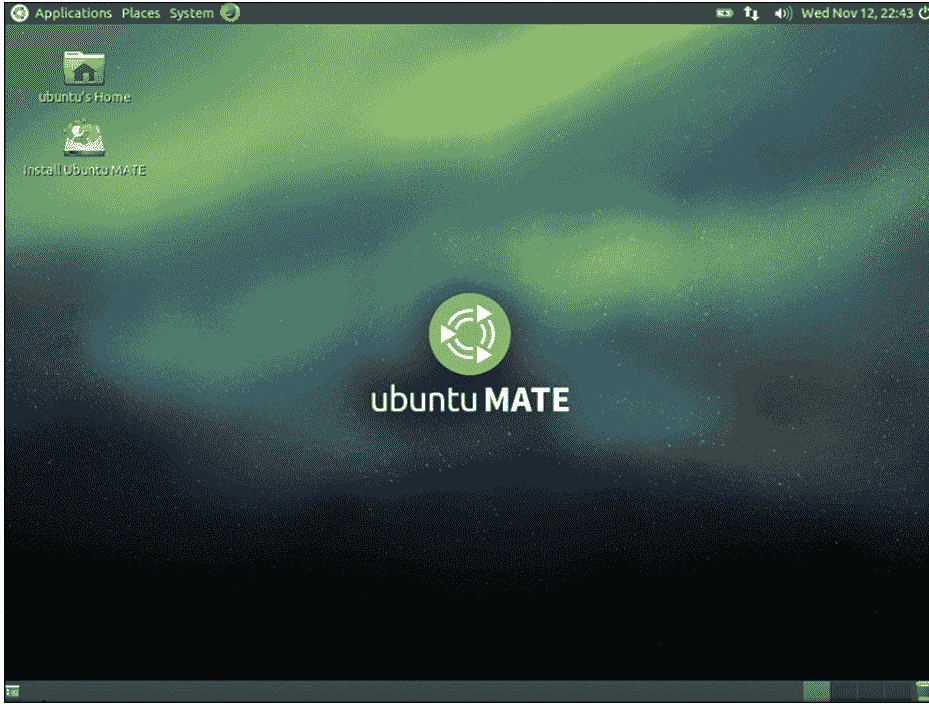 Applications Places System Wed Nov 12, 22:43
ubuntu's Home
Install Ubuntu MATE
ubuntu MATE